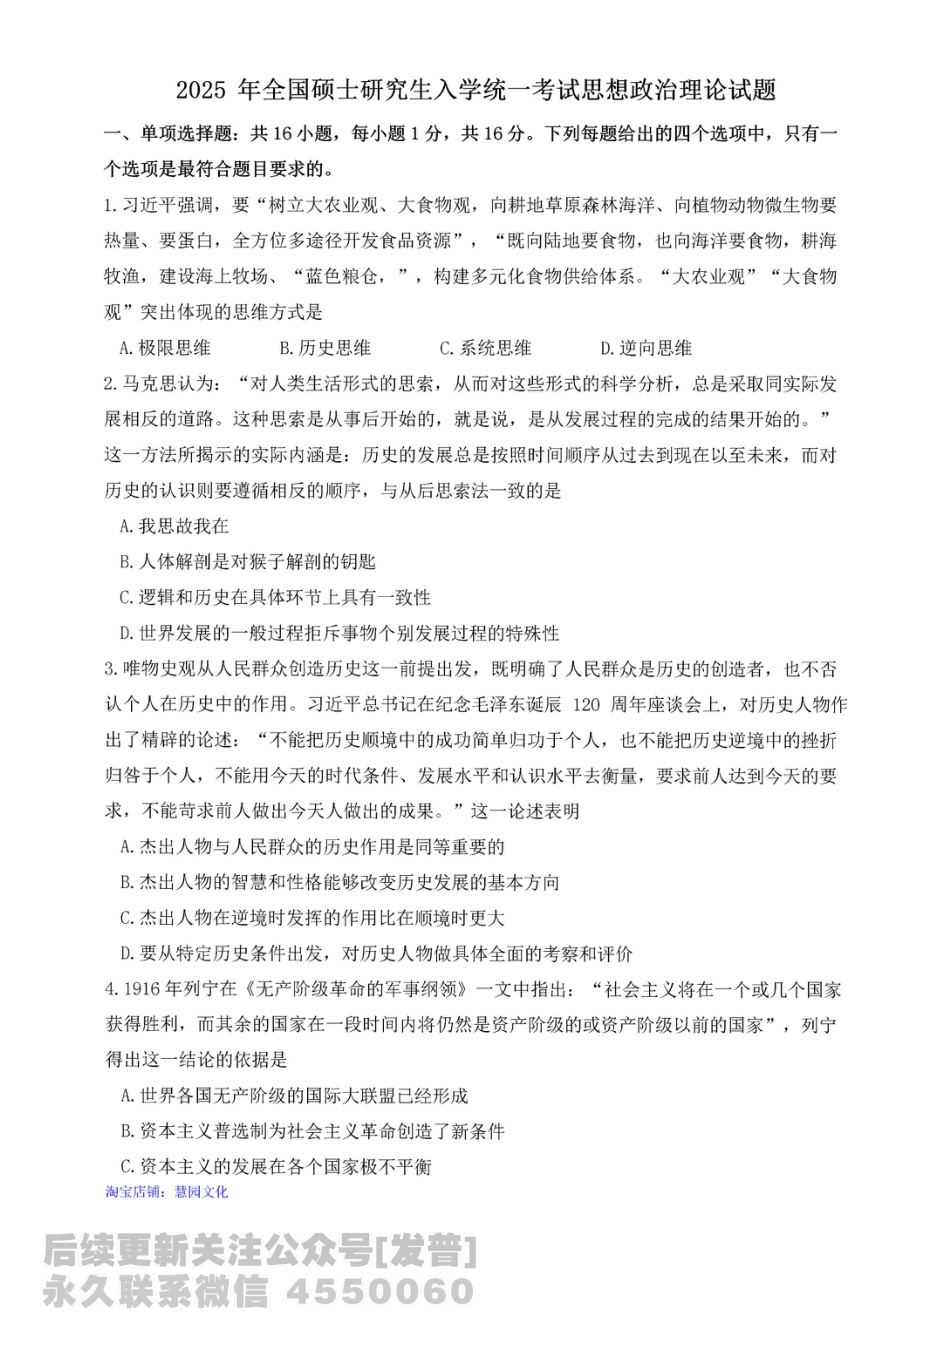 2025 年全国硕士研究生入学统一考试思想政治理论试题
一、单项选择题：共 16 小题，每小题 1 分，共 16 分。下列每题给出的四个选项中，只有一
个选项是最符合题目要求的。
1. 习近平强调，要“树立大农业观、大食物观，向耕地草原森林海洋、向植物动物微生物要
热量、要蛋白，全方位多途径开发食品资源”，“既向陆地要食物，也向海洋要食物，耕海
牧渔，建设海上牧场、“蓝色粮仓，”，构建多元化食物供给体系。“大农业观”“大食物
观”突出体现的思维方式是
A. 极限思维 B. 历史思维 C. 系统思维 D. 逆向思维
2. 马克思认为：“对人类生活形式的思索，从而对这些形式的科学分析，总是采取同实际发
展相反的道路。这种思索是从事后开始的，就是说，是从发展过程的完成的结果开始的。”
这一方法所揭示的实际内涵是：历史的发展总是按照时间顺序从过去到现在以至未来，而对
历史的认识则要遵循相反的顺序，与从后思索法一致的是
A. 我思故我在
B. 人体解剖是对猴子解剖的钥匙
C. 逻辑和历史在具体环节上具有一致性
D. 世界发展的一般过程拒斥事物个别发展过程的特殊性
3. 唯物史观从人民群众创造历史这一前提出发，既明确了人民群众是历史的创造者，也不否
认个人在历史中的作用。习近平总书记在纪念毛泽东诞辰 120 周年座谈会上，对历史人物作
出了精辟的论述：“不能把历史顺境中的成功简单归功于个人，也不能把历史逆境中的挫折
归咎于个人，不能用今天的时代条件、发展水平和认识水平去衡量，要求前人达到今天的要
求，不能苛求前人做出今天人做出的成果。”这一论述表明
A. 杰出人物与人民群众的历史作用是同等重要的
B. 杰出人物的智慧和性格能够改变历史发展的基本方向
C. 杰出人物在逆境时发挥的作用比在顺境时更大
D. 要从特定历史条件出发，对历史人物做具体全面的考察和评价
4. 1916 年列宁在《无产阶级革命的军事纲领》一文中指出：“社会主义将在一个或几个国家
获得胜利，而其余的国家在一段时间内将仍然是资产阶级的或资产阶级以前的国家”，列宁
得出这一结论的依据是
A. 世界各国无产阶级的国际大联盟已经形成
B. 资本主义普选制为社会主义革命创造了新条件
C. 资本主义的发展在各个国家极不平衡
淘宝店铺：慧园文化
后续更新关注公众号[发普]
永久联系微信 4550060